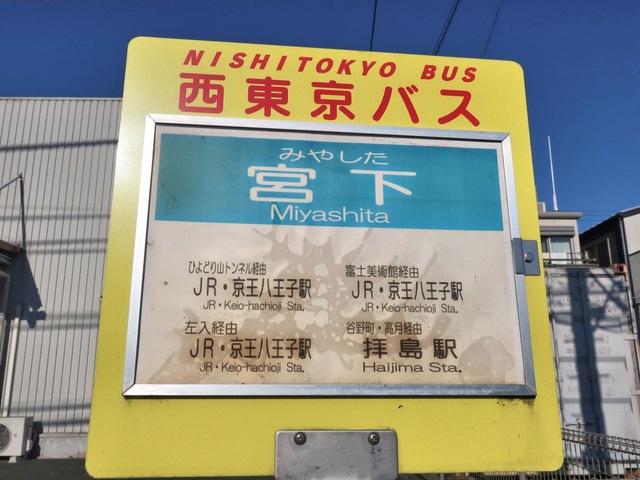 NISHITOKYO BUS
西東京バス
みやした
宮下
Miyashita
ひよどり山トンネル経由
JR・京王八王子駅
JR・Keio-hachioji Sta.
富士美術館経由
JR・京王八王子駅
JR・Keio-hachioji Sta.
左入経由
JR・京王八王子駅
JR・Keio-hachioji Sta.
谷野町・高月経由
拝島駅
Haijima Sta.